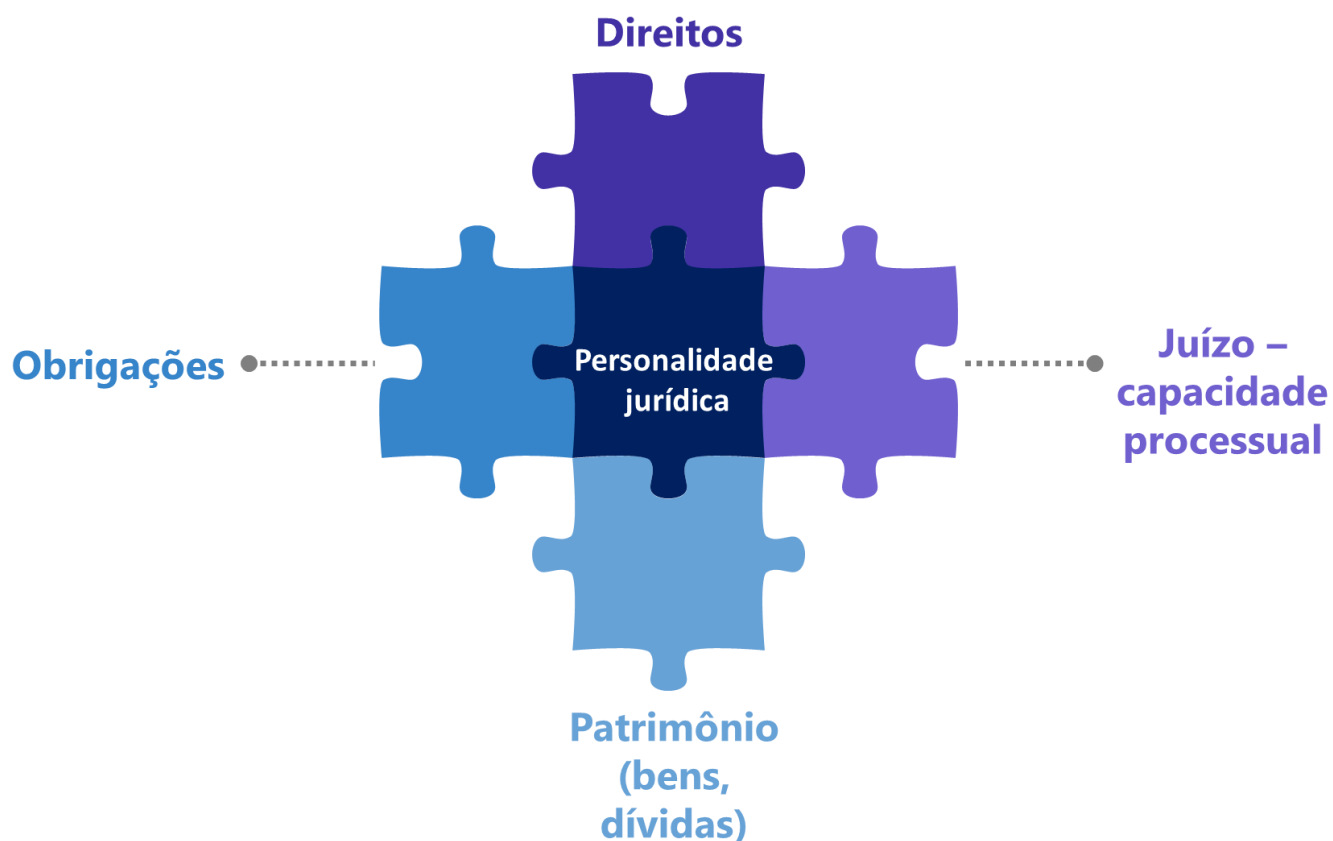 Direitos
Obrigações
Personalidade
jurídica
Juízo –
capacidade
processual
Patrimônio
(bens,
dívidas)